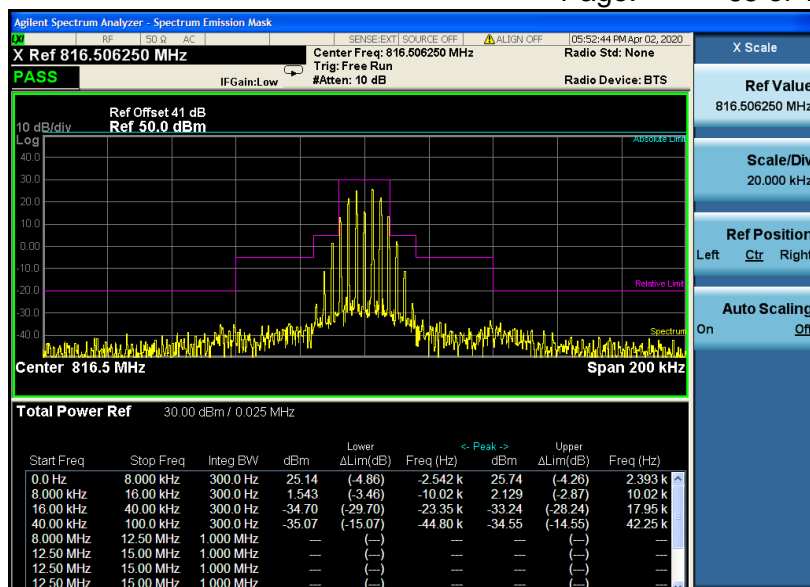 Agilent Spectrum Analyzer - Spectrum Emission Mask
LXI RF 50 Ω AC SENSE:EXT SOURCE OFF ALIGN OFF 05:52:44 PM Apr 02, 2020
X Ref 816.506250 MHz Center Freq: 816.506250 MHz Radio Std: None
Trig: Free Run
PASS IFGain:Low #Atten: 10 dB Radio Device: BTS
Ref Offset 41 dB
10 dB/div Ref 50.0 dBm
Log Absolute Limit
40.0
30.0
20.0
10.0
0.00
-10.0
-20.0 Relative Limit
-30.0
-40.0 Spectrum
Center 816.5 MHz Span 200 kHz
Total Power Ref 30.00 dBm / 0.025 MHz
Lower <- Peak -> Upper
Start Freq Stop Freq Integ BW dBm ΔLim(dB) Freq (Hz) dBm ΔLim(dB) Freq (Hz)
0.0 Hz 8.000 kHz 300.0 Hz 25.14 (-4.86) -2.542 k 25.74 (-4.26) 2.393 k
8.000 kHz 16.00 kHz 300.0 Hz 1.543 (-3.46) -10.02 k 2.129 (-2.87) 10.02 k
16.00 kHz 40.00 kHz 300.0 Hz -34.70 (-29.70) -23.35 k -33.24 (-28.24) 17.95 k
40.00 kHz 100.0 kHz 300.0 Hz -35.07 (-15.07) -44.80 k -34.55 (-14.55) 42.25 k
8.000 MHz 12.50 MHz 1.000 MHz --- (---) --- --- (---) ---
12.50 MHz 15.00 MHz 1.000 MHz --- (---) --- --- (---) ---
12.50 MHz 15.00 MHz 1.000 MHz --- (---) --- --- (---) ---
12.50 MHz 15.00 MHz 1.000 MHz --- (---) --- --- (---) ---
X Scale
Ref Value
816.506250 MHz
Scale/Div
20.000 kHz
Ref Position
Left Ctr Right
Auto Scaling
On Off